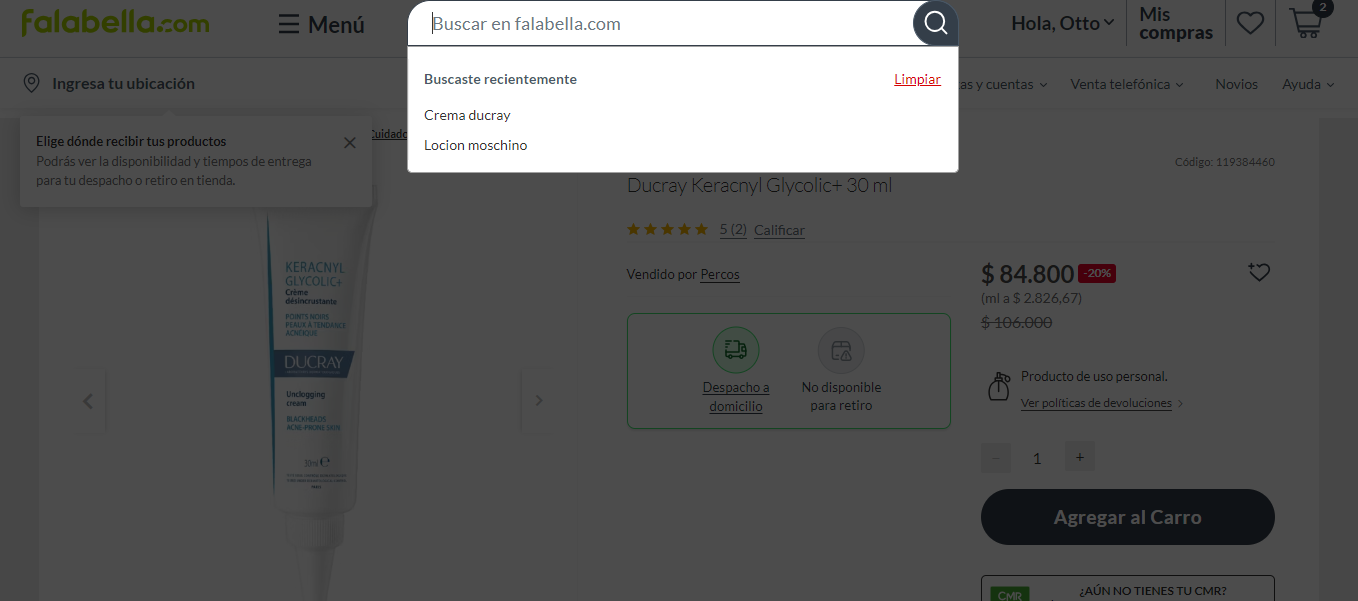 falabella.com
Menú
Buscar en falabella.com
Hola, Otto
Mis
compras
2
Ingresa tu ubicación
Buscaste recientemente
Limpiar
as y cuentas
Venta telefónica
Novios
Ayuda
Crema ducray
Locion moschino
Elige dónde recibir tus productos
Podrás ver la disponibilidad y tiempos de entrega
para tu despacho o retiro en tienda.
Cuidado
Código: 119384460
Ducray Keracnyl Glycolic+ 30 ml
5 (2)
Calificar
Vendido por Percos
$ 84.800
-20%
(ml a $ 2.826,67)
$ 106.000
Despacho a
domicilio
No disponible
para retiro
Producto de uso personal.
Ver políticas de devoluciones
1
+
Agregar al Carro
CMR
¿AÚN NO TIENES TU CMR?
KERACNYL
GLYCOLIC+
Crème
désincrustante
POINTS NOIRS
PEAUX À TENDANCE
ACNÉIQUE
DUCRAY
Unclogging
cream
BLACKHEADS
ACNE-PRONE SKIN
30ml e